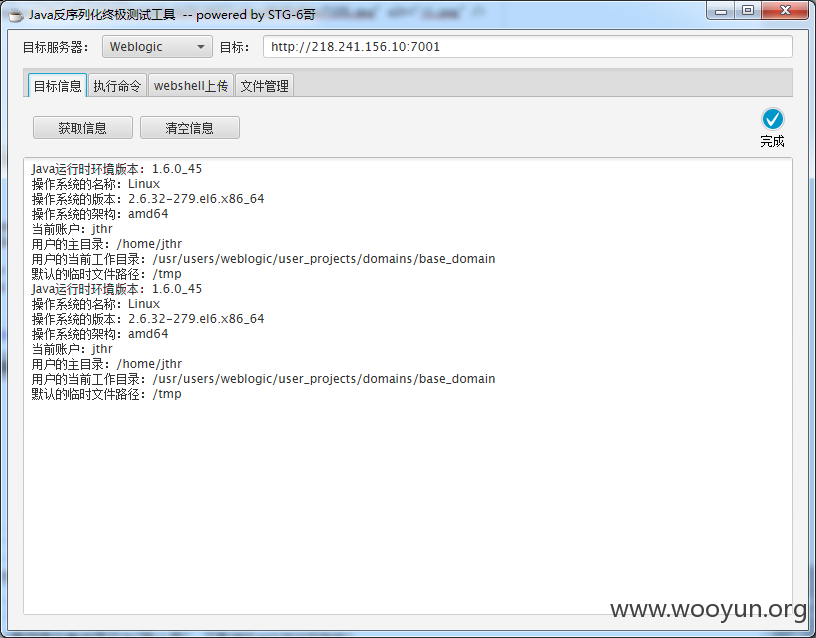 Java反序列化终极测试工具 -- powered by STG-6哥
目标服务器： Weblogic 目标： http://218.241.156.10:7001
目标信息 执行命令 webshell上传 文件管理
获取信息 清空信息
完成
Java运行时环境版本：1.6.0_45
操作系统的名称：Linux
操作系统的版本：2.6.32-279.el6.x86_64
操作系统的架构：amd64
当前账户：jthr
用户的主目录：/home/jthr
用户的当前工作目录：/usr/users/weblogic/user_projects/domains/base_domain
默认的临时文件路径：/tmp
Java运行时环境版本：1.6.0_45
操作系统的名称：Linux
操作系统的版本：2.6.32-279.el6.x86_64
操作系统的架构：amd64
当前账户：jthr
用户的主目录：/home/jthr
用户的当前工作目录：/usr/users/weblogic/user_projects/domains/base_domain
默认的临时文件路径：/tmp
www.wooyun.org